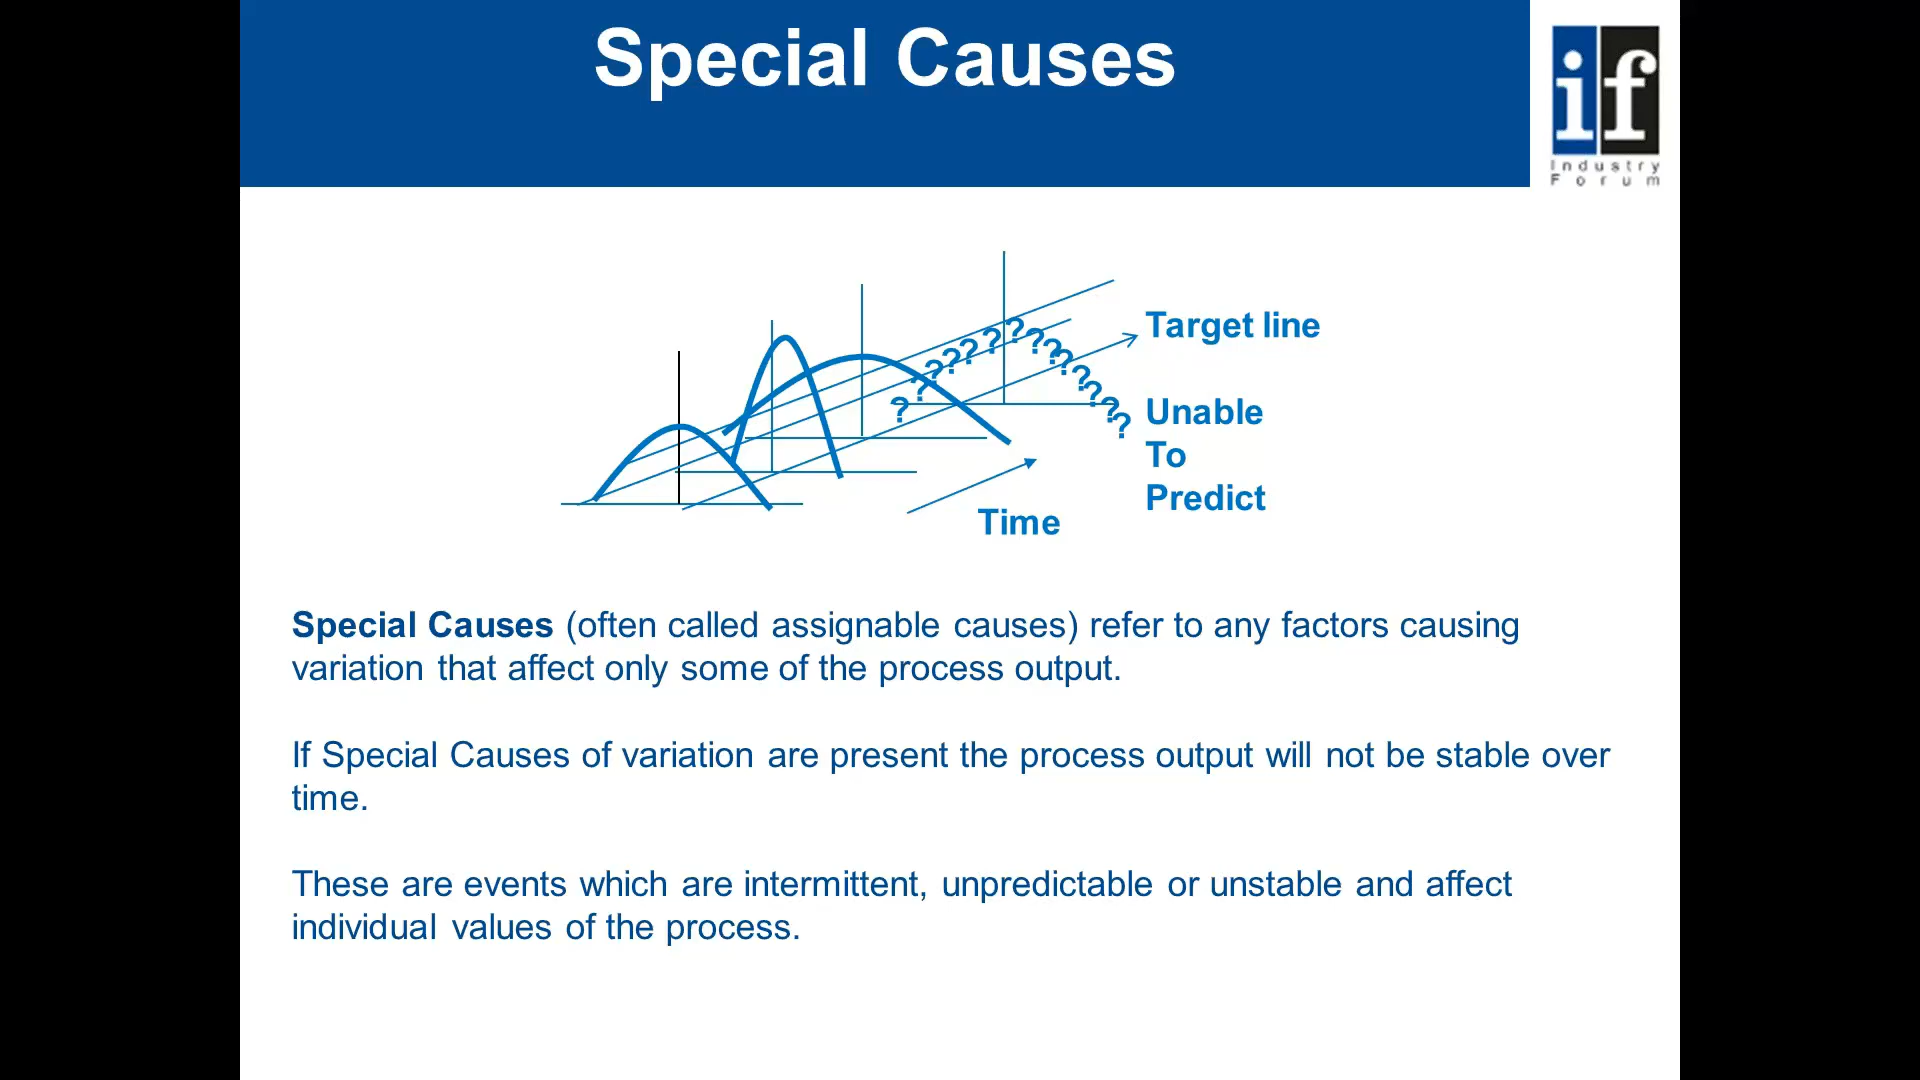 Special Causes
if
Industry
Forum
Target line
? ? ? ? ? ? ? ? ? ? ? ? ? ? ?
Unable
To
Predict
Time
Special Causes (often called assignable causes) refer to any factors causing
variation that affect only some of the process output.
If Special Causes of variation are present the process output will not be stable over
time.
These are events which are intermittent, unpredictable or unstable and affect
individual values of the process.